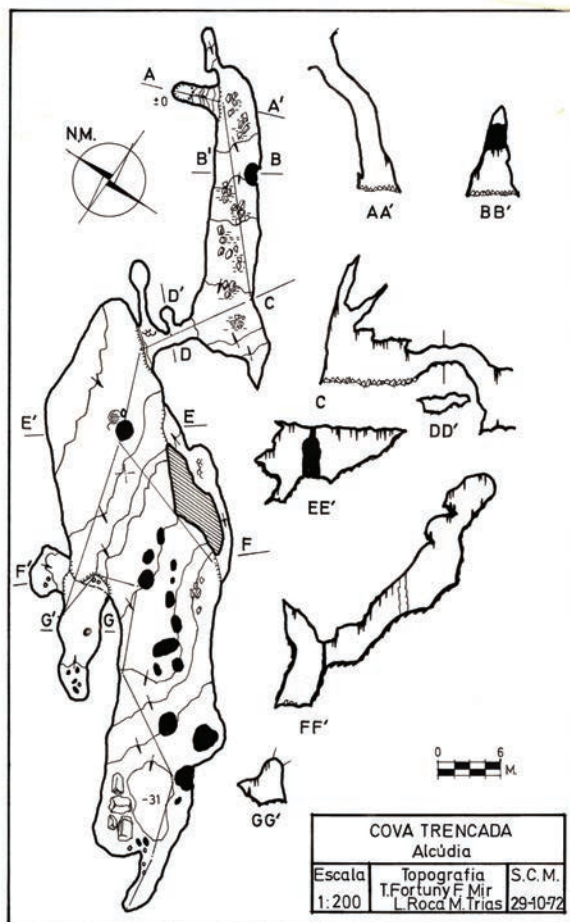 A
±0
A'
N.M.
B'
B
AA'
BB'
D'
C
D
C
DD'
E'
E
EE'
F
F'
G'
G
FF'
0 6
M.
-31
GG'
COVA TRENCADA
Alcúdia
Escala
1:200
Topografia
T.Fortuny F. Mir
L.Roca M.Trias
S.C.M.
29-10-72